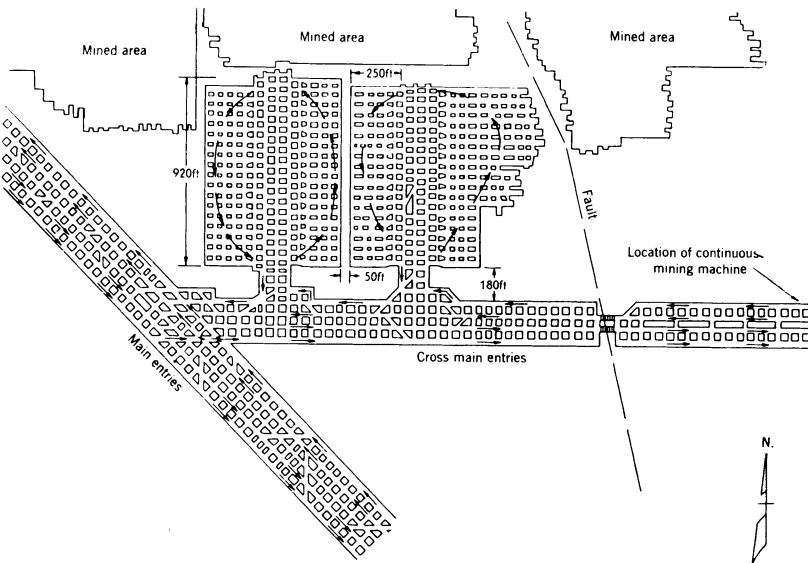 Mined area
Mined area
Mined area
250ft
920ft
Fault
Location of continuous
mining machine
50ft
180ft
Main entries
Cross main entries
N.